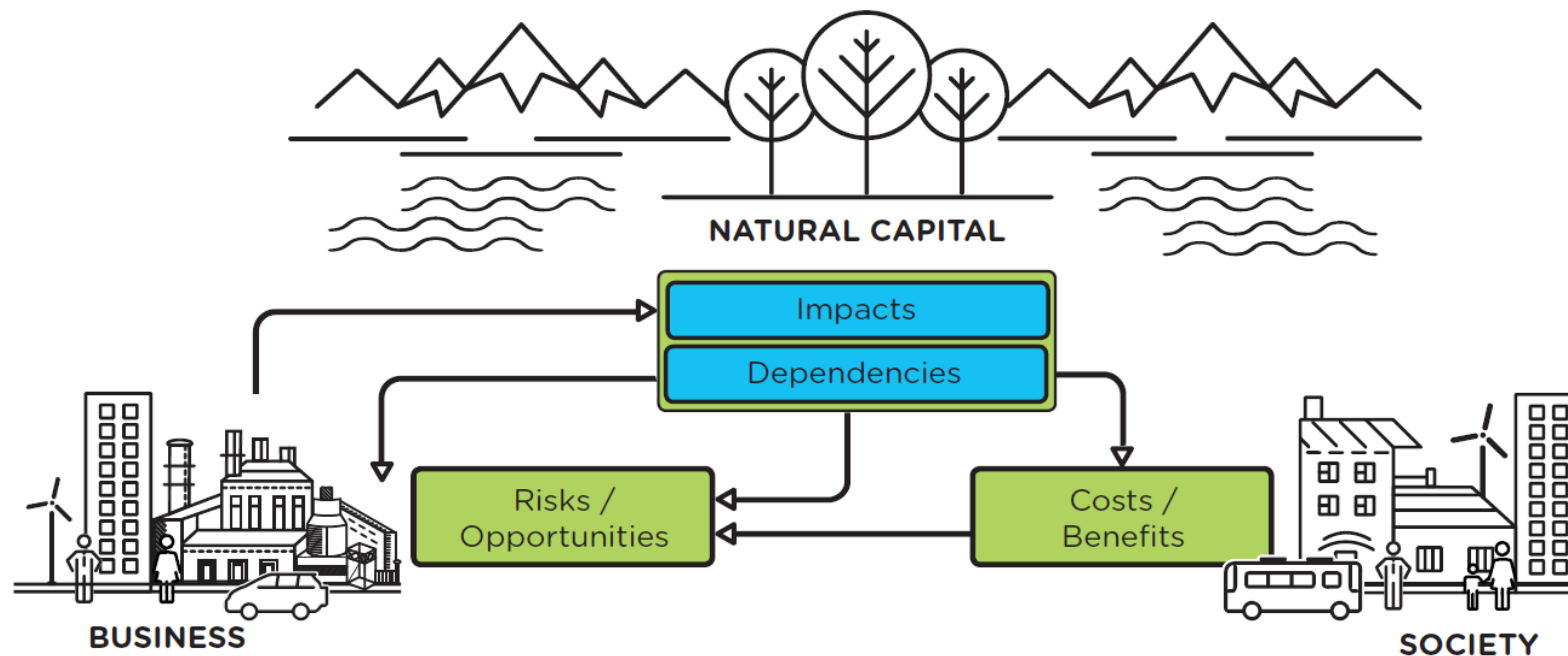 NATURAL CAPITAL
Impacts
Dependencies
Risks /
Opportunities
Costs /
Benefits
BUSINESS
SOCIETY